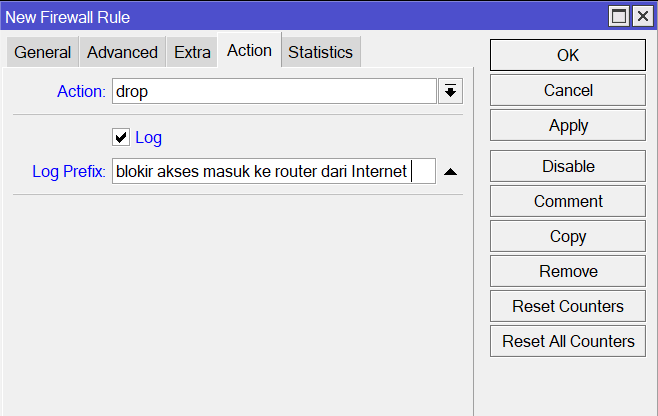 New Firewall Rule
General Advanced Extra Action Statistics
Action: drop
Log
Log Prefix: blokir akses masuk ke router dari Internet
OK
Cancel
Apply
Disable
Comment
Copy
Remove
Reset Counters
Reset All Counters